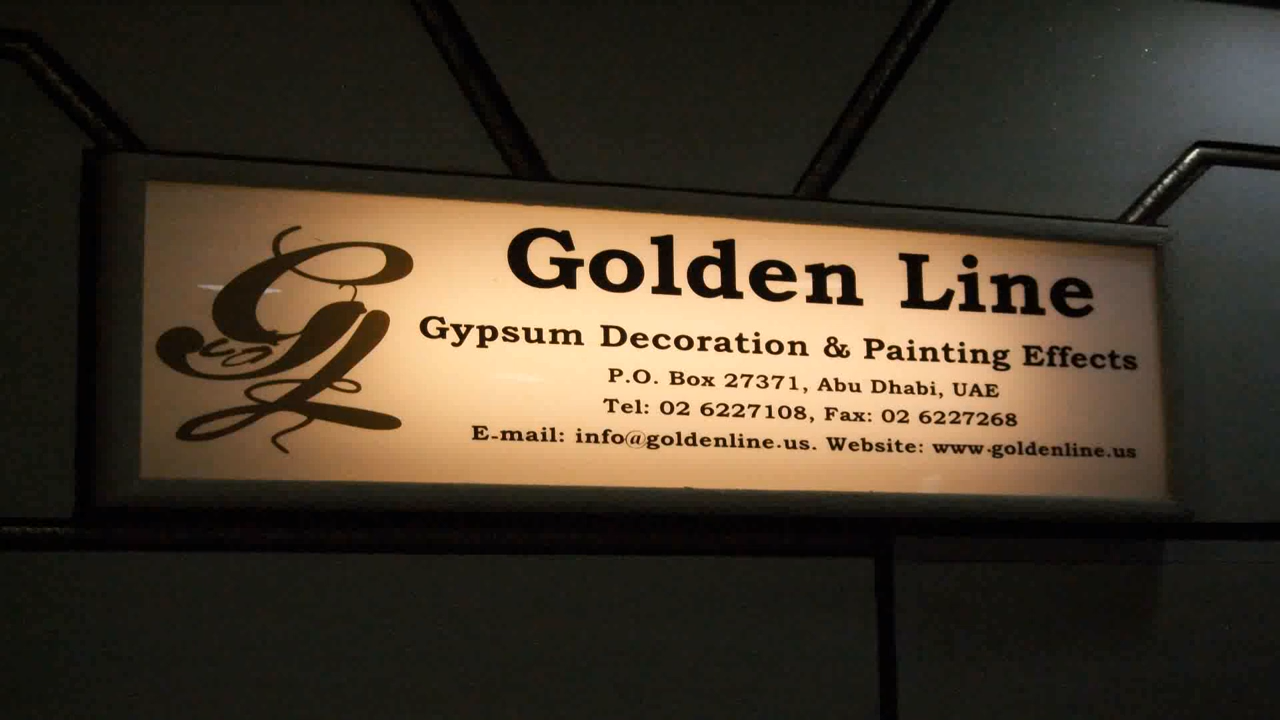 GL
Golden Line
Gypsum Decoration & Painting Effects
P.O. Box 27371, Abu Dhabi, UAE
Tel: 02 6227108, Fax: 02 6227268
E-mail: info@goldenline.us. Website: www.goldenline.us